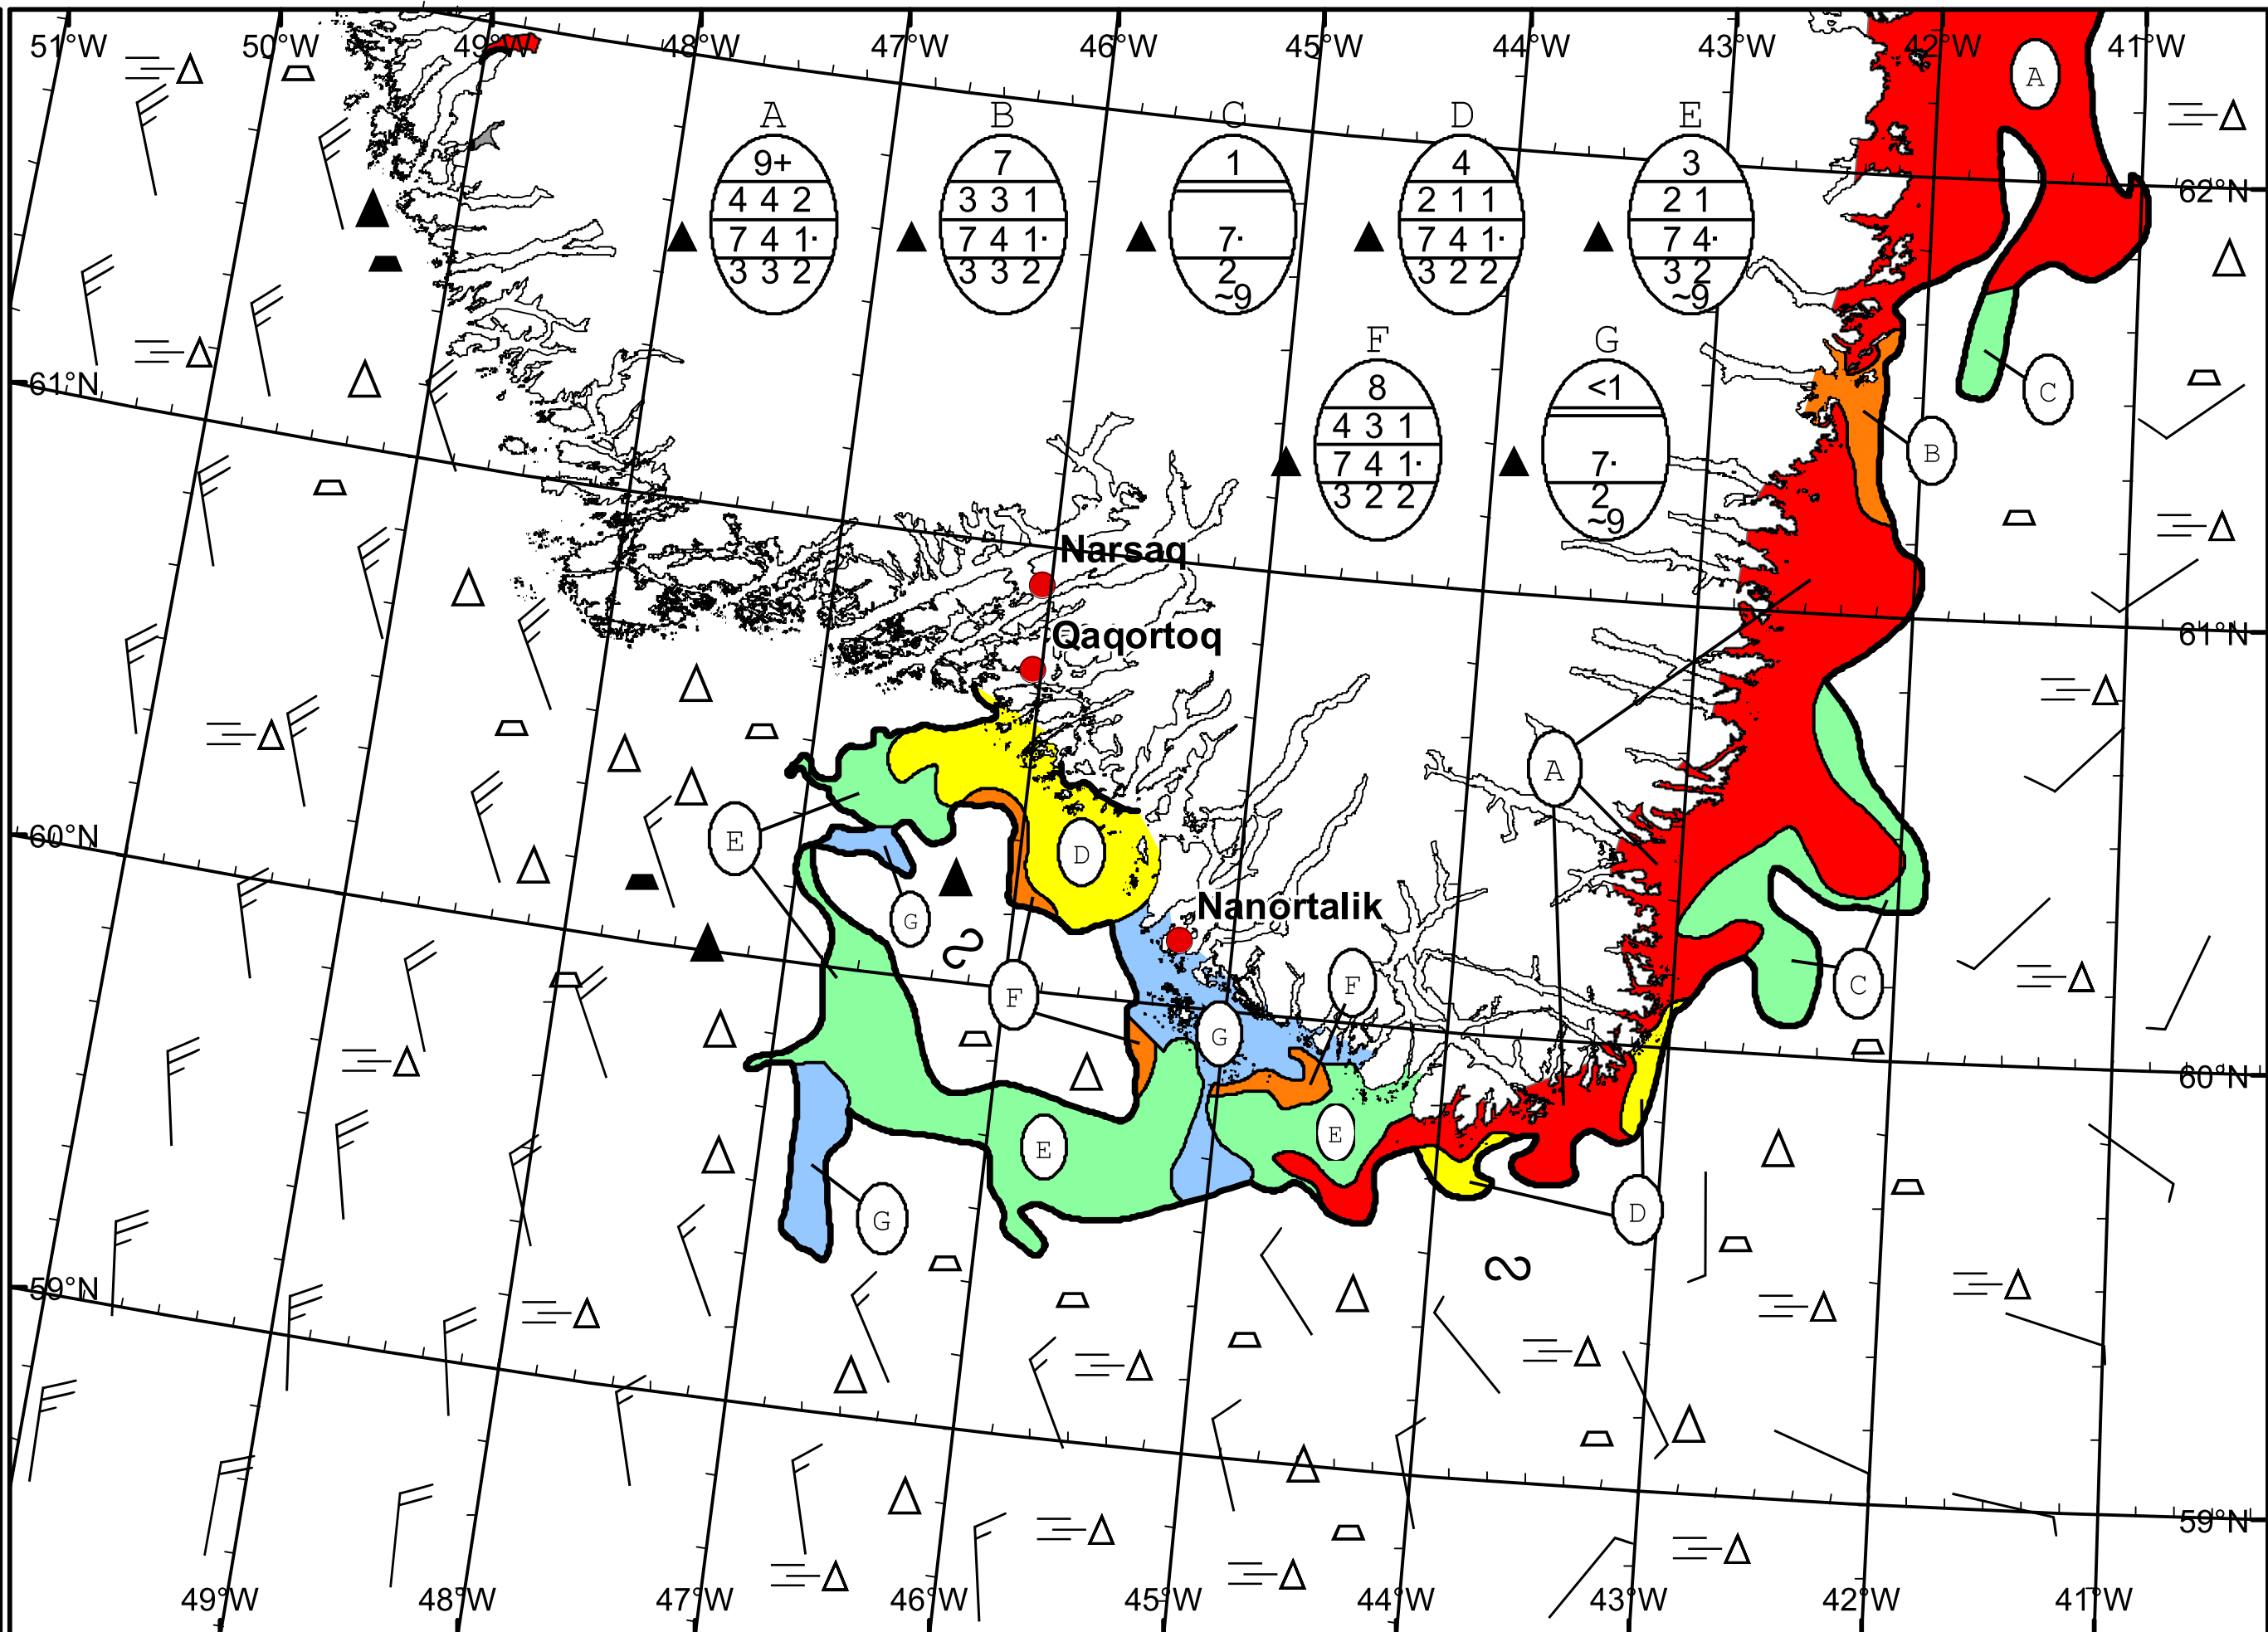 51°W 50°W 49°W 48°W 47°W 46°W 45°W 44°W 43°W 42°W 41°W
A
A B C D E
9+ 7 1 4 3
4 4 2 3 3 1 2 1 1 2 1
7 4 1· 7 4 1· 7· 7 4 1· 7 4·
3 3 2 3 3 2 2 3 2 2 3 2
~9 ~9
62°N 62°N
F G
8 <1
4 3 1
7 4 1· 7·
3 2 2 2
~9
61°N
C
B
Narsaq
Qaqortoq
61°N
A
60°N
E
D
G
Nanortalik
F
F
C
G
60°N
E
E
G
D
59°N
59°N
49°W 48°W 47°W 46°W 45°W 44°W 43°W 42°W 41°W